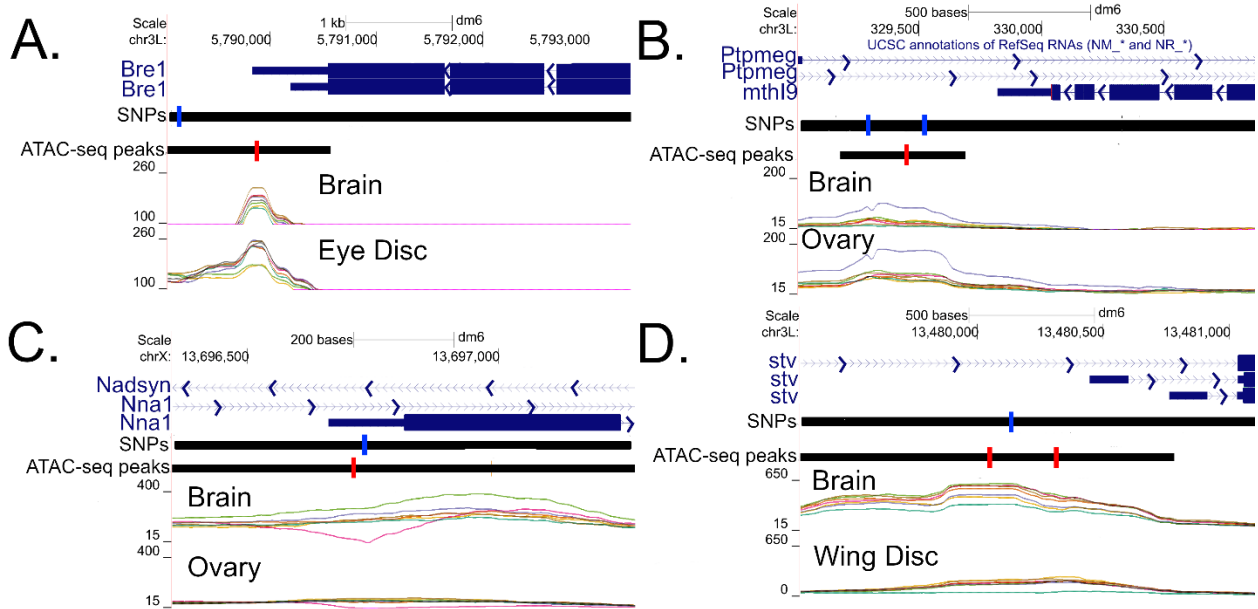 A.
Scale 1 kb dm6
chr3L: 5,790,000 5,791,000 5,792,000 5,793,000
Bre1
Bre1
SNPs
ATAC-seq peaks
260
Brain
100
260
Eye Disc
100
B.
Scale 500 bases dm6
chr3L: 329,500 330,000 330,500
UCSC annotations of RefSeq RNAs (NM_* and NR_*)
Ptpmeg
Ptpmeg
mthl9
SNPs
ATAC-seq peaks
200
Brain
15
200
Ovary
15
C.
Scale 200 bases dm6
chrX: 13,696,500 13,697,000
Nadsyn
Nna1
Nna1
SNPs
ATAC-seq peaks
400
Brain
15
400
Ovary
15
D.
Scale 500 bases dm6
chr3L: 13,480,000 13,480,500 13,481,000
stv
stv
stv
SNPs
ATAC-seq peaks
650
Brain
15
650
Wing Disc
0